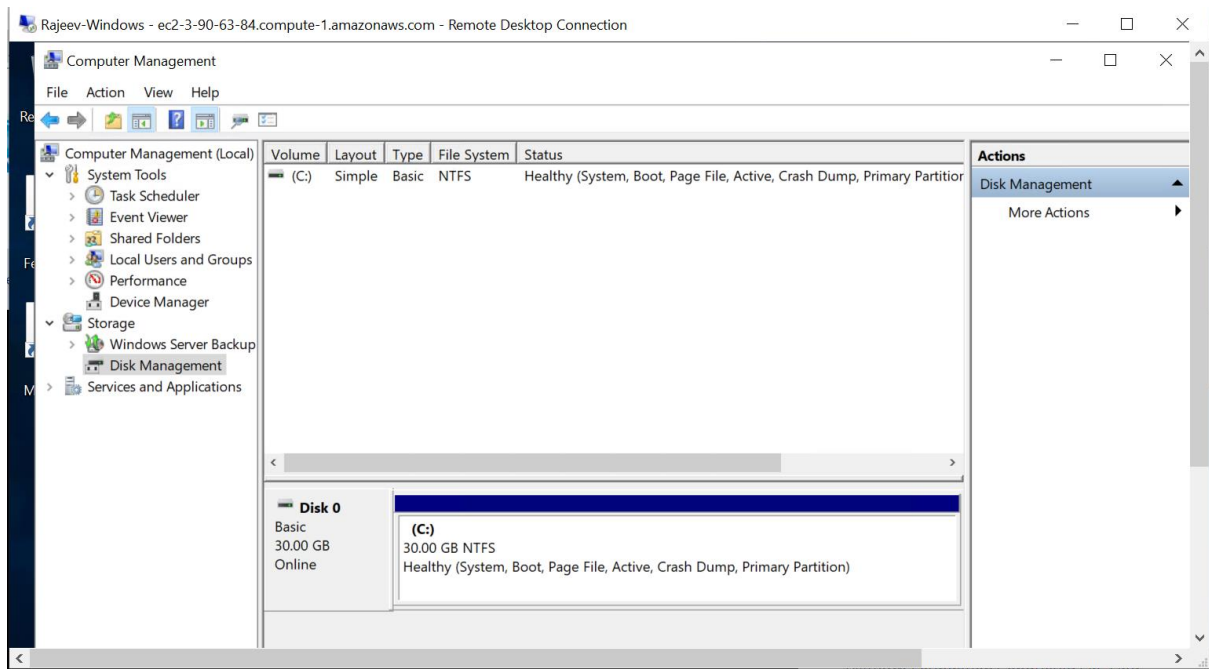 Rajeev-Windows - ec2-3-90-63-84.compute-1.amazonaws.com - Remote Desktop Connection
Computer Management
File Action View Help
Re
Computer Management (Local)
System Tools
Task Scheduler
Event Viewer
Shared Folders
Local Users and Groups
Performance
Device Manager
Storage
Windows Server Backup
Disk Management
Services and Applications
Fe
M
Volume Layout Type File System Status
(C:) Simple Basic NTFS Healthy (System, Boot, Page File, Active, Crash Dump, Primary Partition
Disk 0
Basic
30.00 GB
Online
(C:)
30.00 GB NTFS
Healthy (System, Boot, Page File, Active, Crash Dump, Primary Partition)
Actions
Disk Management
More Actions